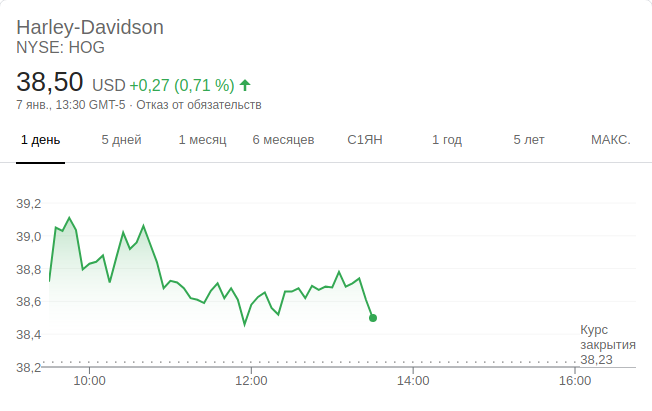 Harley-Davidson
NYSE: HOG
38,50 USD +0,27 (0,71 %)
7 янв., 13:30 GMT-5 · Отказ от обязательств
1 день 5 дней 1 месяц 6 месяцев С1ЯН 1 год 5 лет МАКС.
39,2
39,0
38,8
38,6
38,4
38,2
Курс
закрытия
38,23
10:00 12:00 14:00 16:00